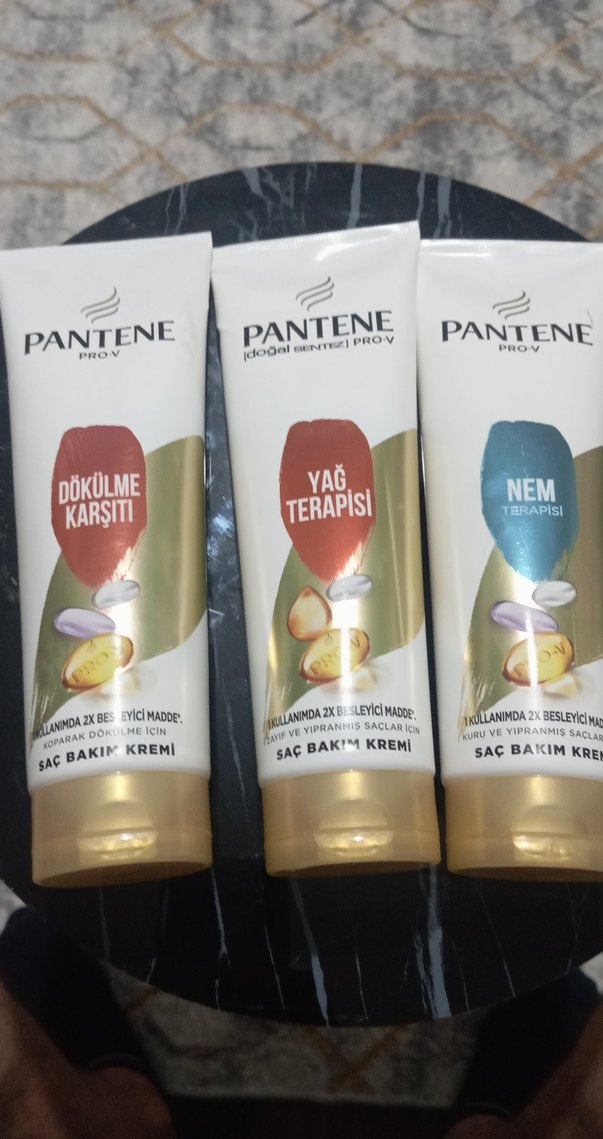 PANTENE
PRO-V
DÖKÜLME
KARŞITI
PRO-V
1 KULLANIMDA 2X BESLEYİCİ MADDE*.
KOPARAK DÖKÜLME İÇİN
SAÇ BAKIM KREMİ
PANTENE
[doğal SENTEZ] PRO-V
YAĞ
TERAPİSİ
PRO-V
1 KULLANIMDA 2X BESLEYİCİ MADDE*.
ZAYIF VE YIPRANMIŞ SAÇLAR İÇİN
SAÇ BAKIM KREMİ
PANTENE
PRO-V
NEM
TERAPİSİ
PRO-V
1 KULLANIMDA 2X BESLEYİCİ MAD
KURU VE YIPRANMIŞ SAÇLAR
SAÇ BAKIM KREM